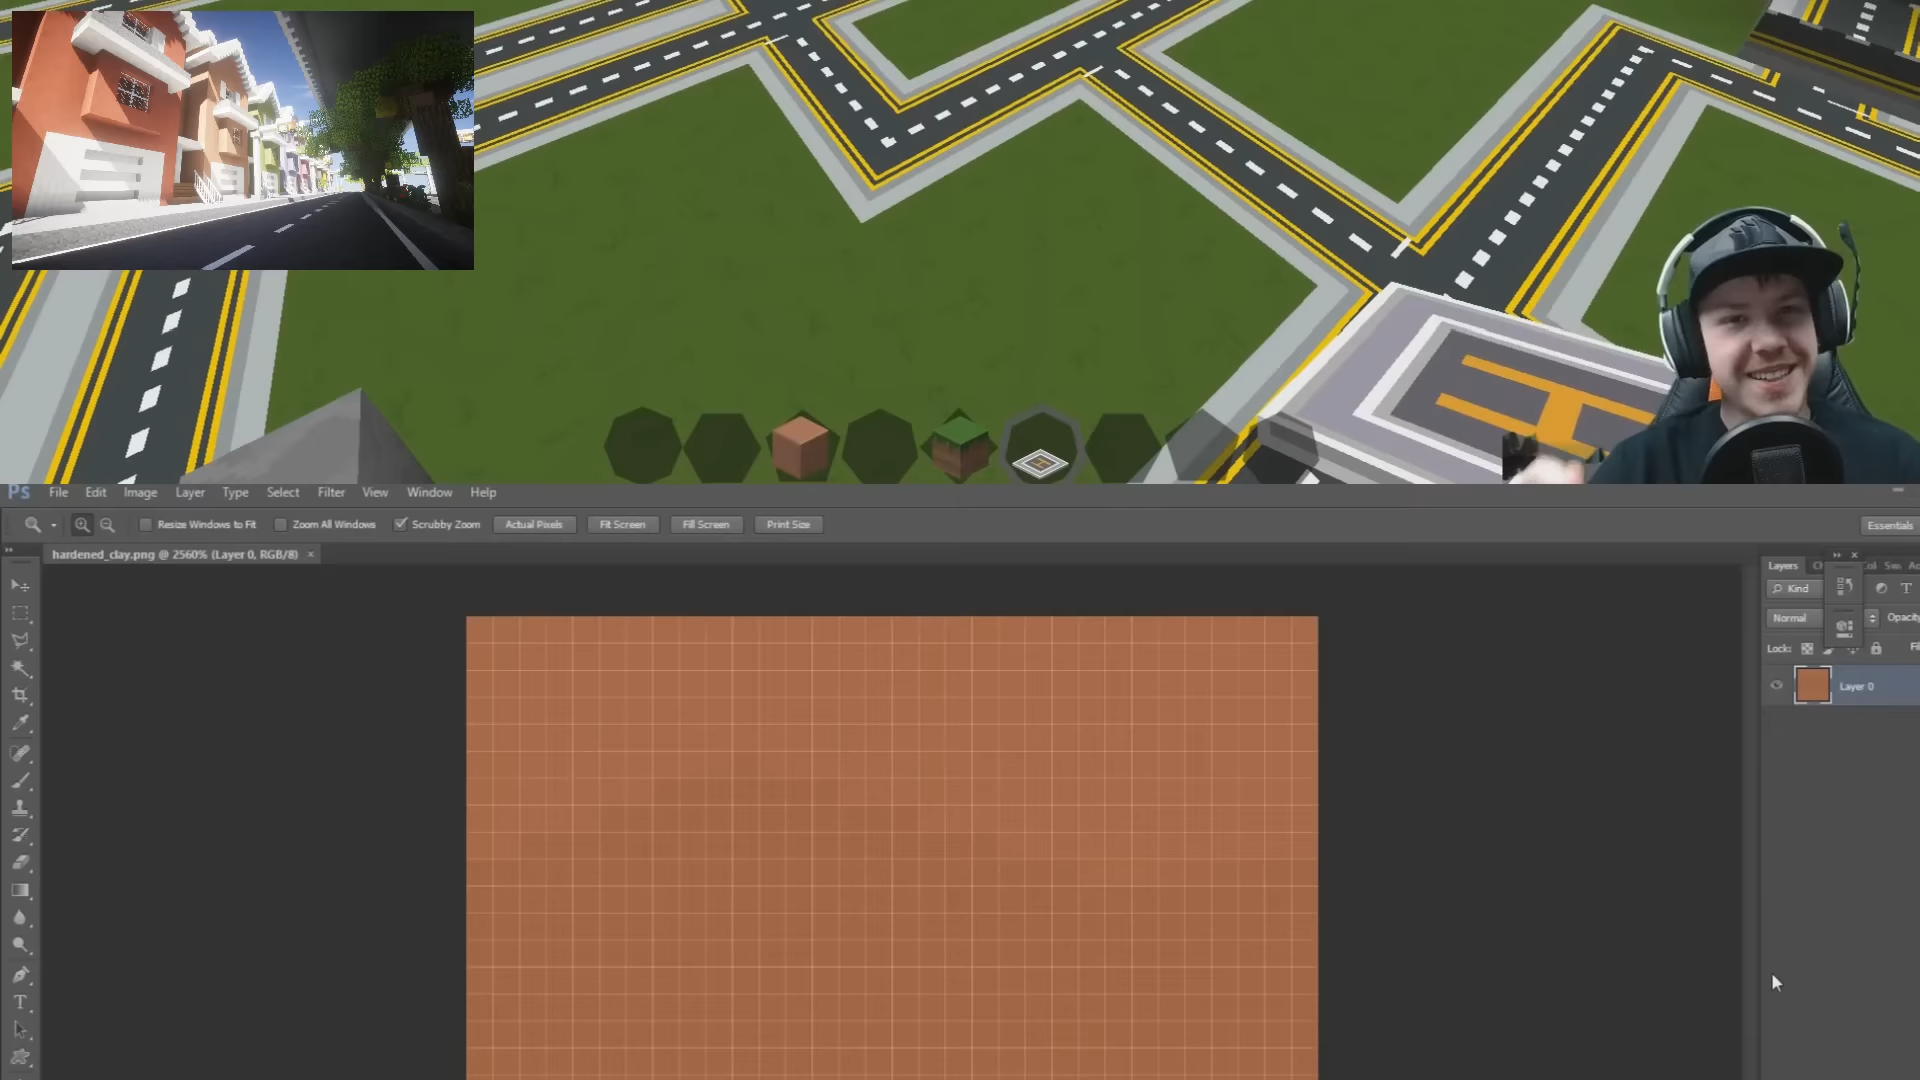 Ps File Edit Image Layer Type Select Filter View Window Help
Resize Windows to Fit Zoom All Windows Scrubby Zoom Actual Pixels Fit Screen Fill Screen Print Size Essentials
hardened_clay.png @ 2560% (Layer 0, RGB/8) ×
Layers
Kind T
Normal Opacity
Lock:
Layer 0
T